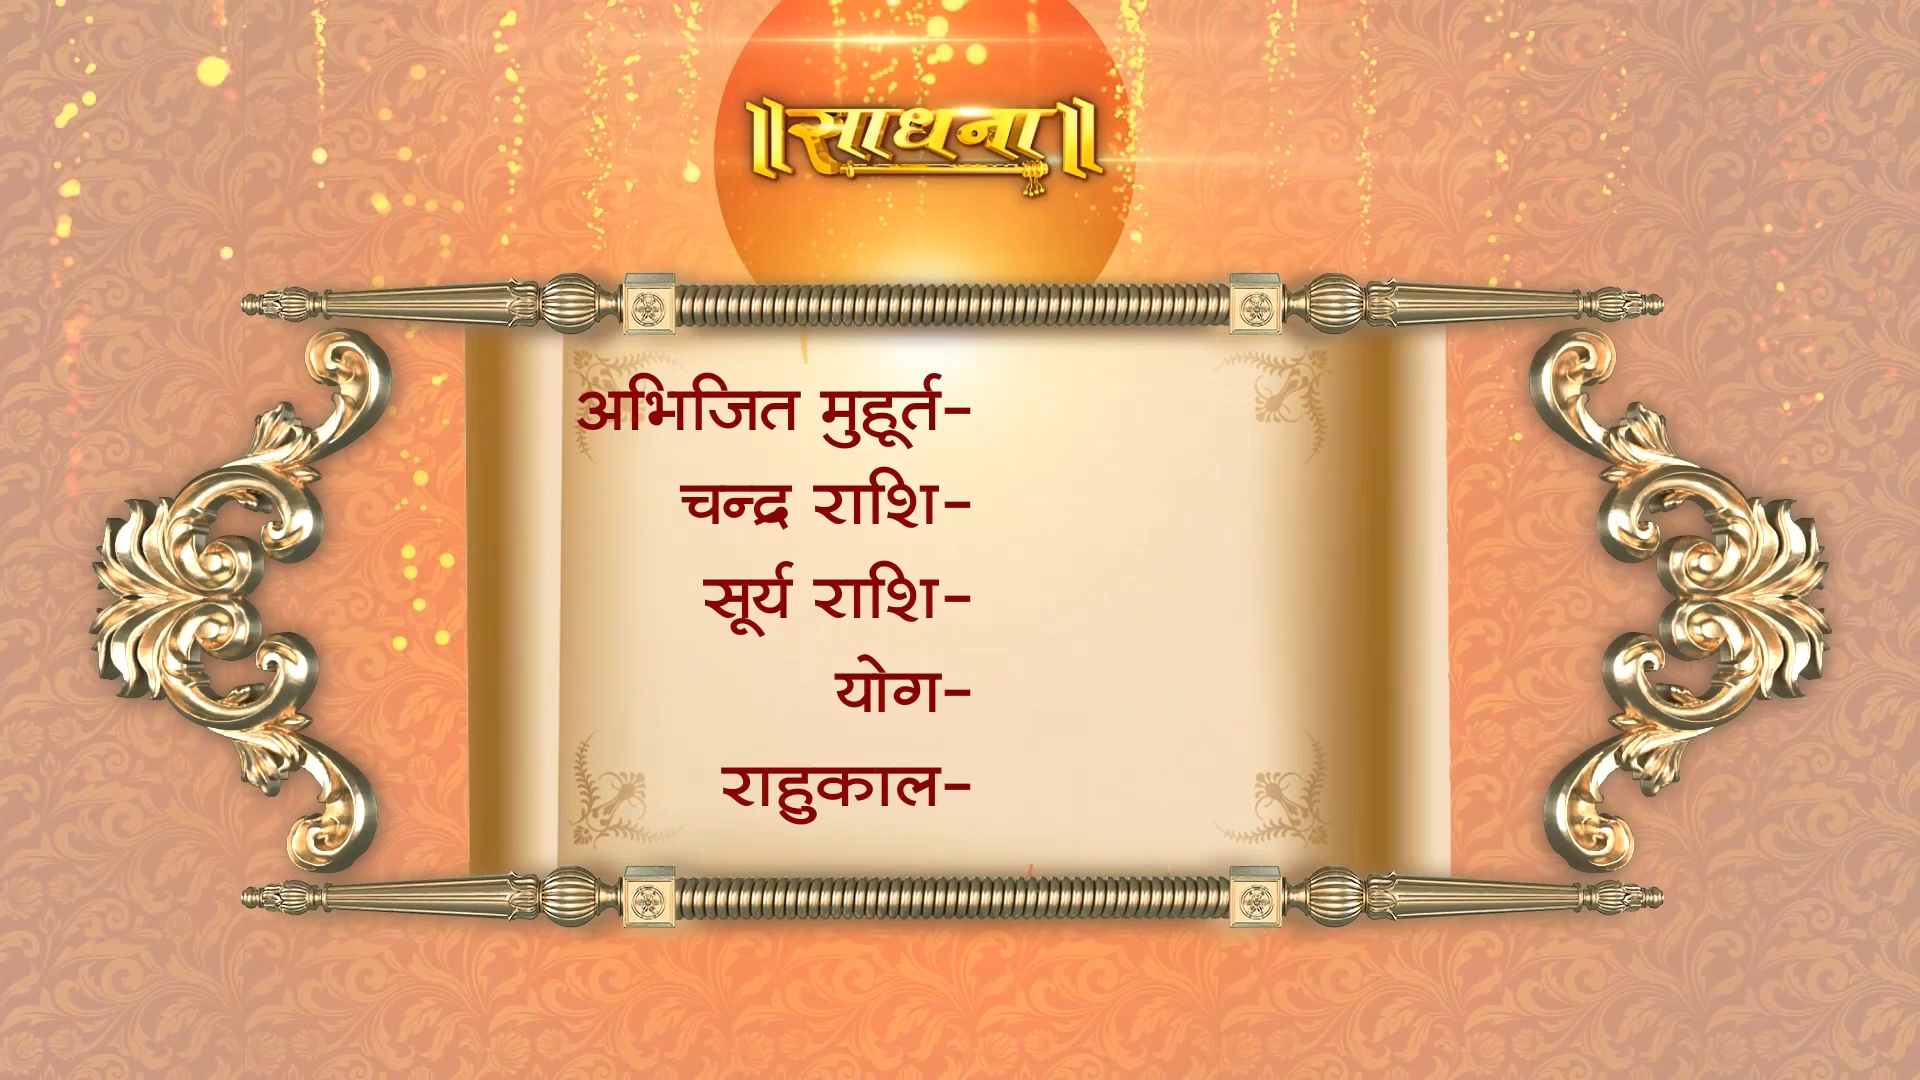 ॥साधना॥
अभिजित मुहूर्त-
चन्द्र राशि-
सूर्य राशि-
योग-
राहुकाल-